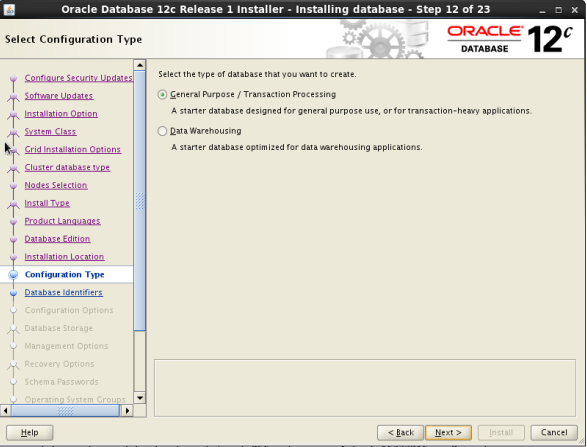 Oracle Database 12c Release 1 Installer - Installing database - Step 12 of 23
Select Configuration Type
ORACLE
DATABASE
12c
Configure Security Updates
Software Updates
Installation Option
System Class
Grid Installation Options
Cluster database type
Nodes Selection
Install Type
Product Languages
Database Edition
Installation Location
Configuration Type
Database Identifiers
Configuration Options
Database Storage
Management Options
Recovery Options
Schema Passwords
Operating System Groups
Select the type of database that you want to create.
General Purpose / Transaction Processing
A starter database designed for general purpose use, or for transaction-heavy applications.
Data Warehousing
A starter database optimized for data warehousing applications.
Help
< Back
Next >
Install
Cancel